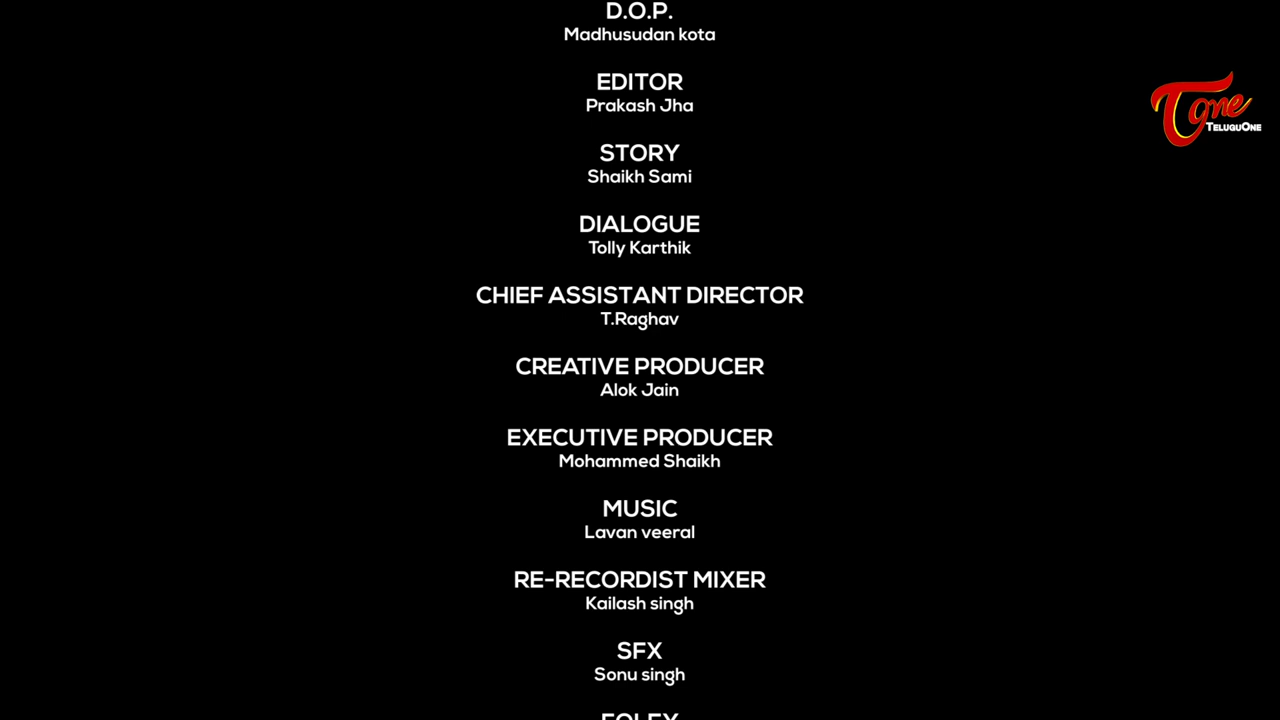 D.O.P.
Madhusudan kota
EDITOR
Prakash Jha
STORY
Shaikh Sami
DIALOGUE
Tolly Karthik
CHIEF ASSISTANT DIRECTOR
T.Raghav
CREATIVE PRODUCER
Alok Jain
EXECUTIVE PRODUCER
Mohammed Shaikh
MUSIC
Lavan veeral
RE-RECORDIST MIXER
Kailash singh
SFX
Sonu singh
Tone
TELUGUONE